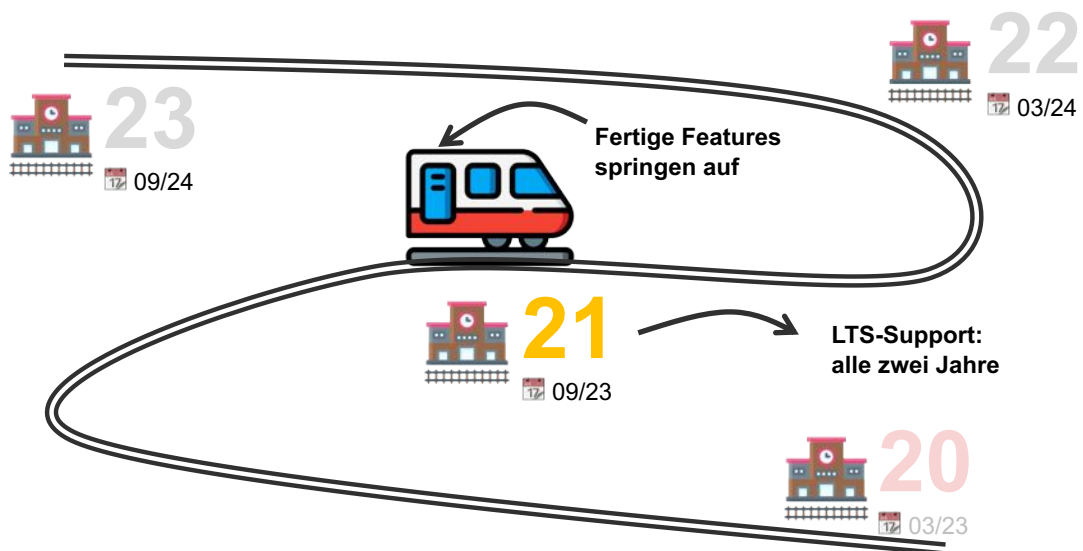 22
03/24
23
09/24
Fertige Features
springen auf
21
09/23
LTS-Support:
alle zwei Jahre
20
03/23